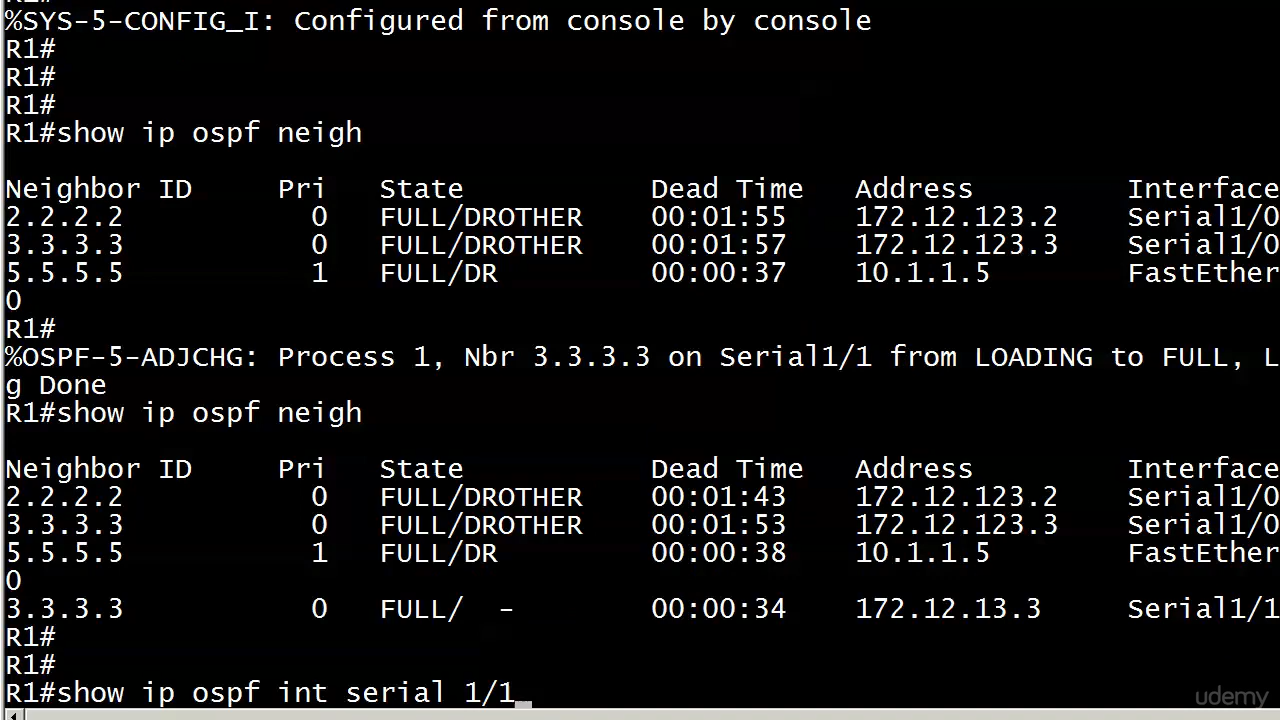 %SYS-5-CONFIG_I: Configured from console by console
R1#
R1#
R1#
R1#show ip ospf neigh
Neighbor ID     Pri   State           Dead Time   Address         Interface
2.2.2.2           0   FULL/DROTHER    00:01:55    172.12.123.2    Serial1/0
3.3.3.3           0   FULL/DROTHER    00:01:57    172.12.123.3    Serial1/0
5.5.5.5           1   FULL/DR         00:00:37    10.1.1.5        FastEther
0
R1#
%OSPF-5-ADJCHG: Process 1, Nbr 3.3.3.3 on Serial1/1 from LOADING to FULL, L
g Done
R1#show ip ospf neigh
Neighbor ID     Pri   State           Dead Time   Address         Interface
2.2.2.2           0   FULL/DROTHER    00:01:43    172.12.123.2    Serial1/0
3.3.3.3           0   FULL/DROTHER    00:01:53    172.12.123.3    Serial1/0
5.5.5.5           1   FULL/DR         00:00:38    10.1.1.5        FastEther
0
3.3.3.3           0   FULL/  -        00:00:34    172.12.13.3     Serial1/1
R1#
R1#
R1#show ip ospf int serial 1/1_
udemy